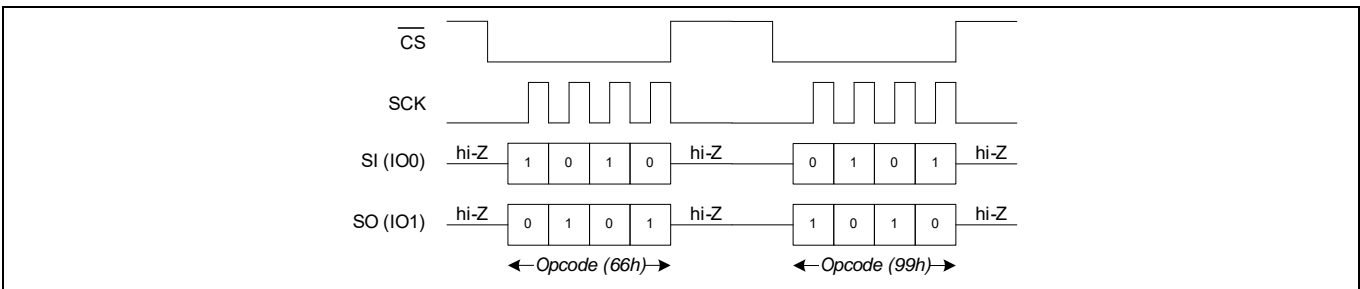 CS
SCK
SI (IO0) hi-Z 1 0 1 0 hi-Z 0 1 0 1 hi-Z
SO (IO1) hi-Z 0 1 0 1 hi-Z 1 0 1 0 hi-Z
Opcode (66h) Opcode (99h)